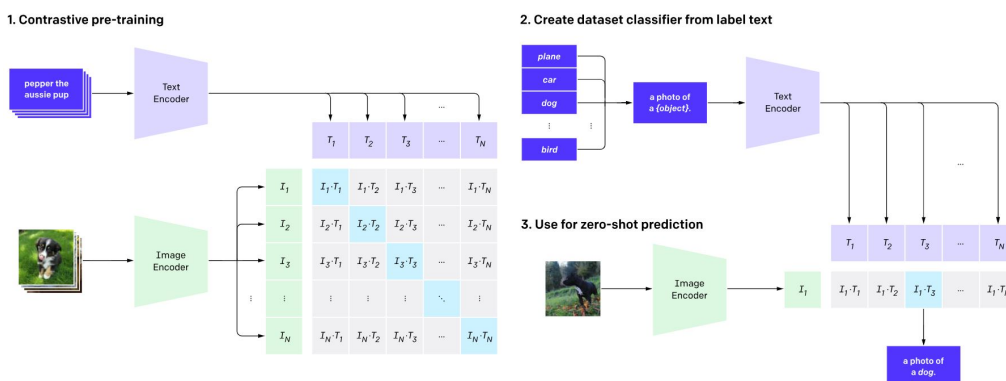 1. Contrastive pre-training
pepper the
aussie pup
Text
Encoder
...
T1 T2 T3 ... TN
I1 I1·T1 I1·T2 I1·T3 ... I1·TN
I2 I2·T1 I2·T2 I2·T3 ... I2·TN
Image
Encoder
I3 I3·T1 I3·T2 I3·T3 ... I3·TN
⋮ ⋮ ⋮ ⋮ ⋮ ⋱ ⋮
IN IN·T1 IN·T2 IN·T3 ... IN·TN
2. Create dataset classifier from label text
plane
car
dog
⋮ ⋮
bird
a photo of
a {object}.
Text
Encoder
...
3. Use for zero-shot prediction
T1 T2 T3 ... TN
Image
Encoder
I1 I1·T1 I1·T2 I1·T3 ...
a photo of
a dog.